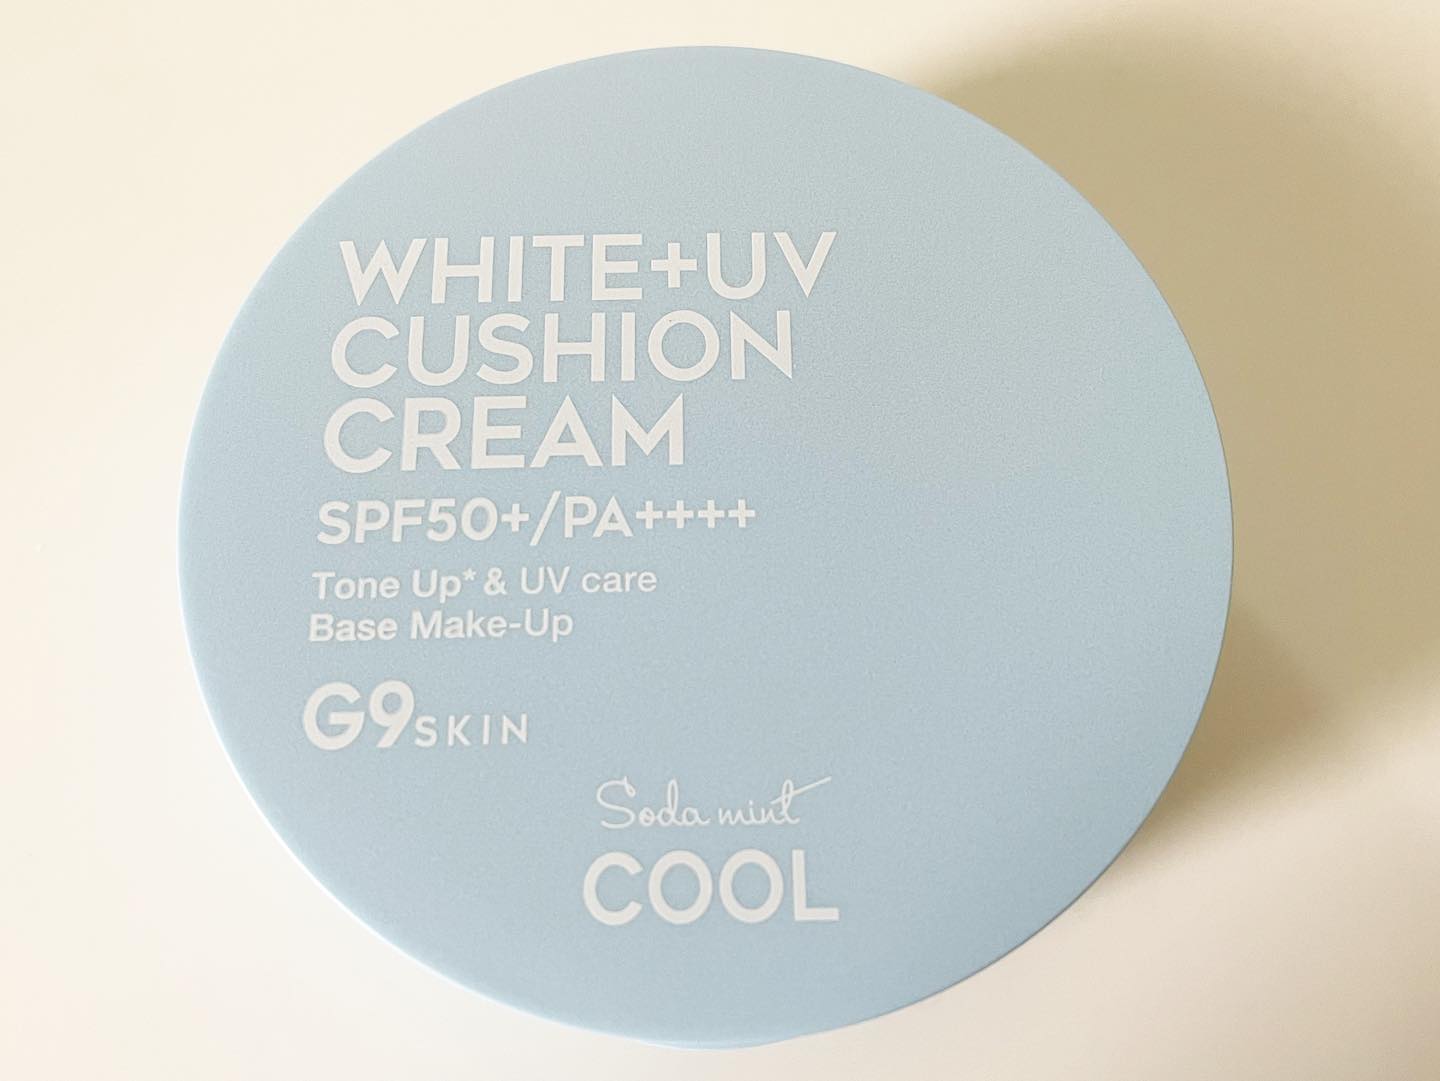 WHITE+UV
CUSHION
CREAM
SPF50+/PA++++
Tone Up* & UV care
Base Make-Up
G9SKIN
Soda mint
COOL